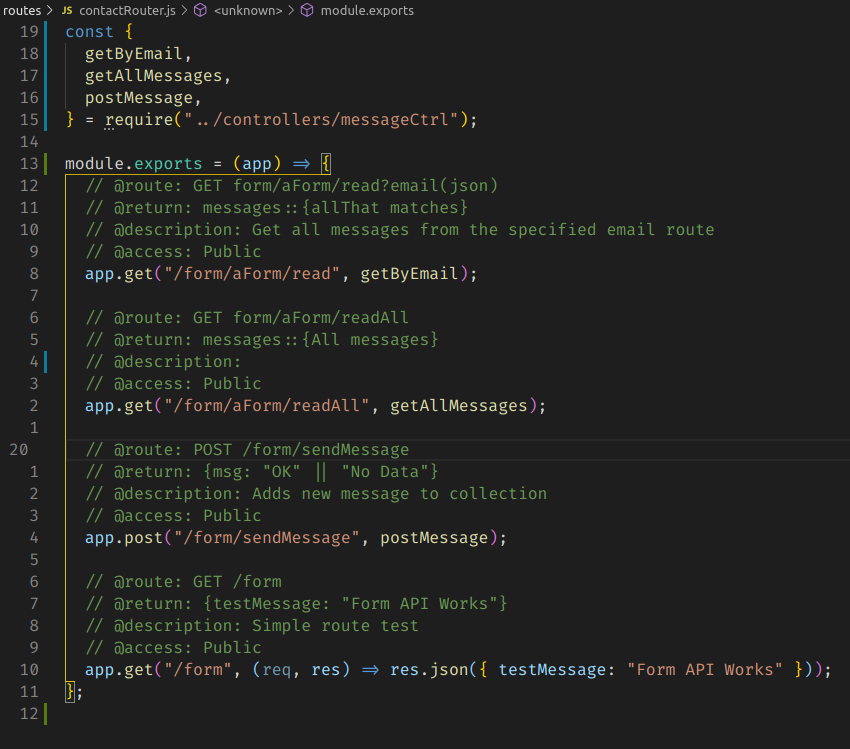 routes > JS contactRouter.js > <unknown> > module.exports
19 const {
18   getByEmail,
17   getAllMessages,
16   postMessage,
15 } = require("../controllers/messageCtrl");
14
13 module.exports = (app) => {
12   // @route: GET form/aForm/read?email(json)
11   // @return: messages::{allThat matches}
10   // @description: Get all messages from the specified email route
9   // @access: Public
8   app.get("/form/aForm/read", getByEmail);
7
6   // @route: GET form/aForm/readAll
5   // @return: messages::{All messages}
4   // @description:
3   // @access: Public
2   app.get("/form/aForm/readAll", getAllMessages);
1
20   // @route: POST /form/sendMessage
1   // @return: {msg: "OK" || "No Data"}
2   // @description: Adds new message to collection
3   // @access: Public
4   app.post("/form/sendMessage", postMessage);
5
6   // @route: GET /form
7   // @return: {testMessage: "Form API Works"}
8   // @description: Simple route test
9   // @access: Public
10   app.get("/form", (req, res) => res.json({ testMessage: "Form API Works" }));
11 };
12